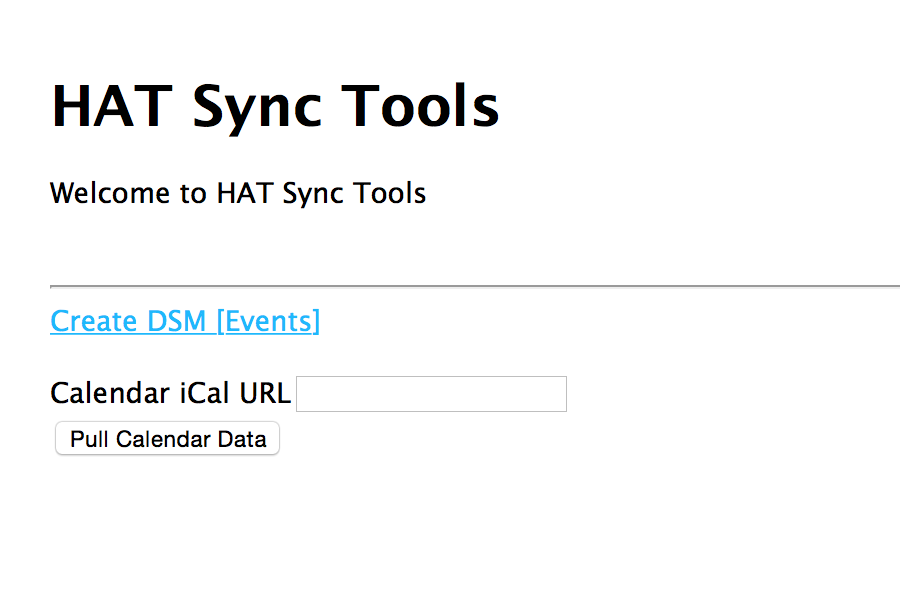 HAT Sync Tools
Welcome to HAT Sync Tools
Create DSM [Events]
Calendar iCal URL
Pull Calendar Data